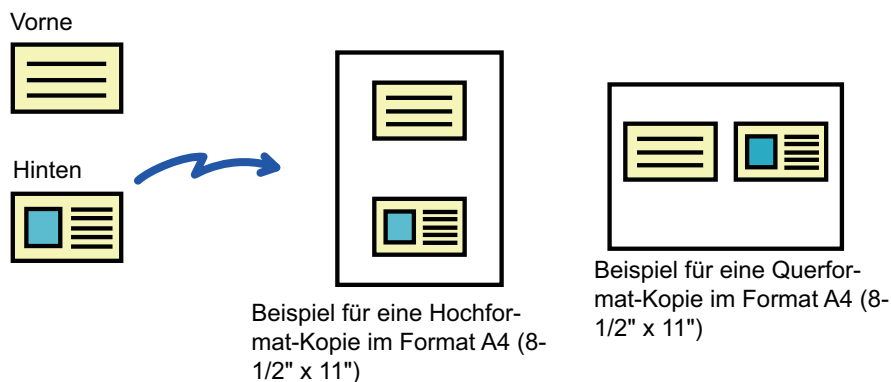 Vorne
Hinten
Beispiel für eine Hochfor-
mat-Kopie im Format A4 (8-
1/2" x 11")
Beispiel für eine Querfor-
mat-Kopie im Format A4 (8-
1/2" x 11")